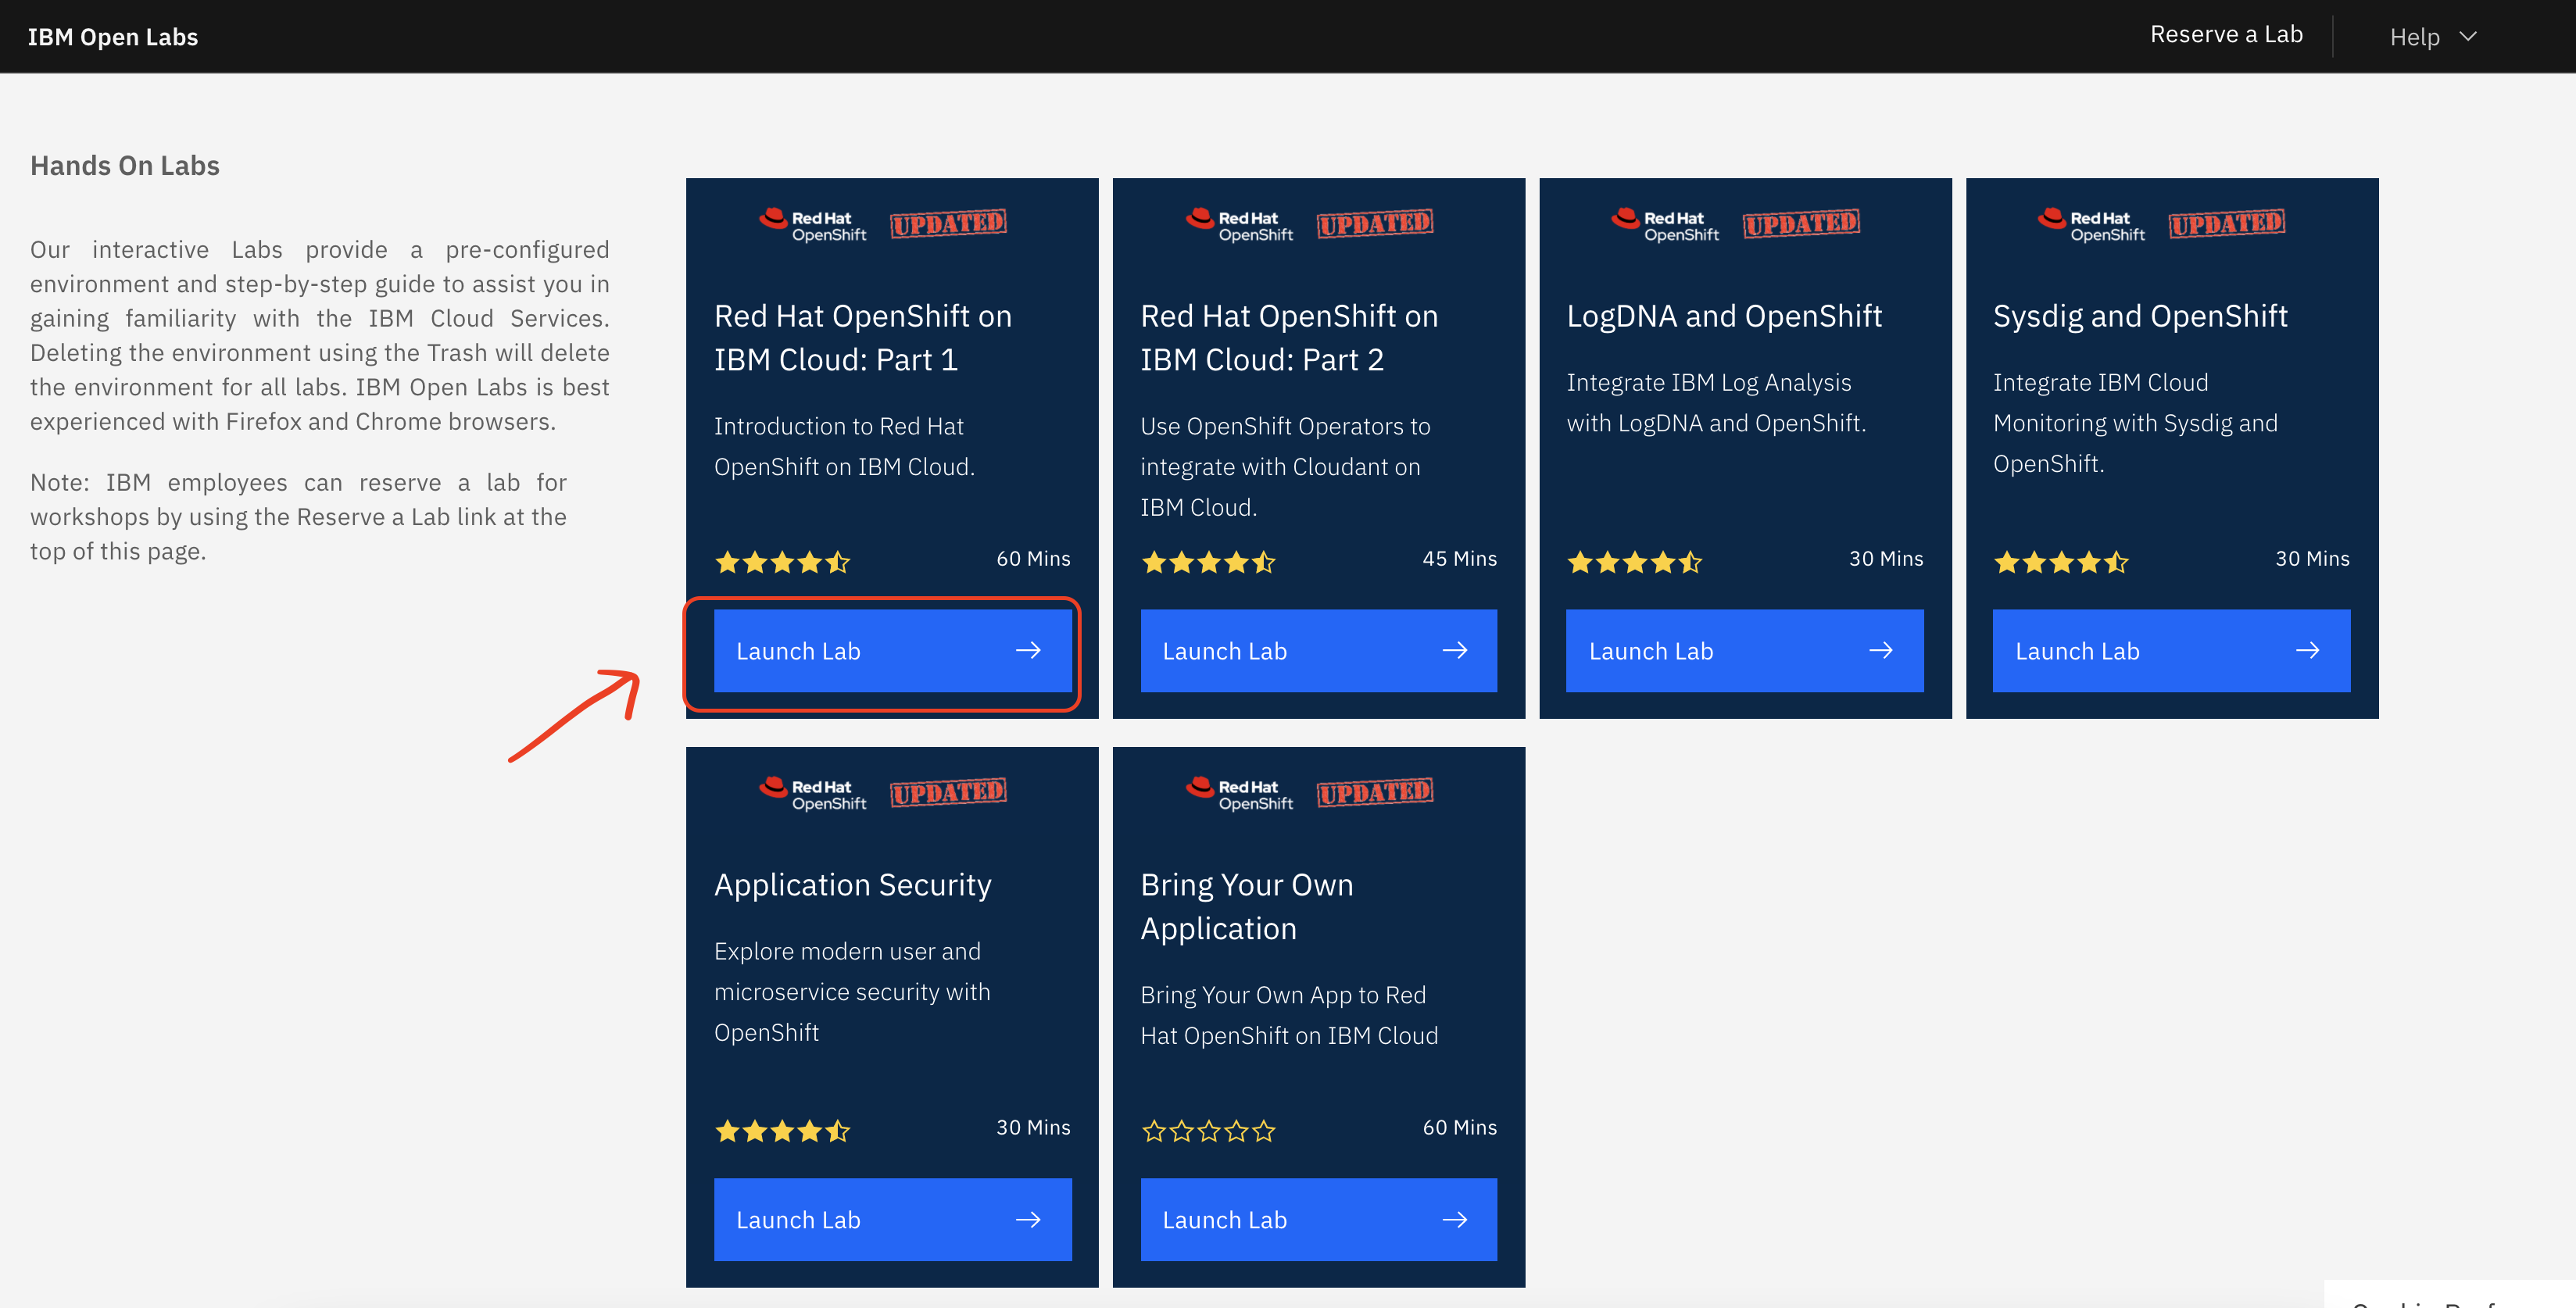 IBM Open Labs
Reserve a Lab
Help
Hands On Labs
Our interactive Labs provide a pre-configured
environment and step-by-step guide to assist you in
gaining familiarity with the IBM Cloud Services.
Deleting the environment using the Trash will delete
the environment for all labs. IBM Open Labs is best
experienced with Firefox and Chrome browsers.
Note: IBM employees can reserve a lab for
workshops by using the Reserve a Lab link at the
top of this page.
Red Hat
OpenShift
UPDATED
Red Hat OpenShift on
IBM Cloud: Part 1
Introduction to Red Hat
OpenShift on IBM Cloud.
60 Mins
Launch Lab
Red Hat
OpenShift
UPDATED
Red Hat OpenShift on
IBM Cloud: Part 2
Use OpenShift Operators to
integrate with Cloudant on
IBM Cloud.
45 Mins
Launch Lab
Red Hat
OpenShift
UPDATED
LogDNA and OpenShift
Integrate IBM Log Analysis
with LogDNA and OpenShift.
30 Mins
Launch Lab
Red Hat
OpenShift
UPDATED
Sysdig and OpenShift
Integrate IBM Cloud
Monitoring with Sysdig and
OpenShift.
30 Mins
Launch Lab
Red Hat
OpenShift
UPDATED
Application Security
Explore modern user and
microservice security with
OpenShift
30 Mins
Launch Lab
Red Hat
OpenShift
UPDATED
Bring Your Own
Application
Bring Your Own App to Red
Hat OpenShift on IBM Cloud
60 Mins
Launch Lab